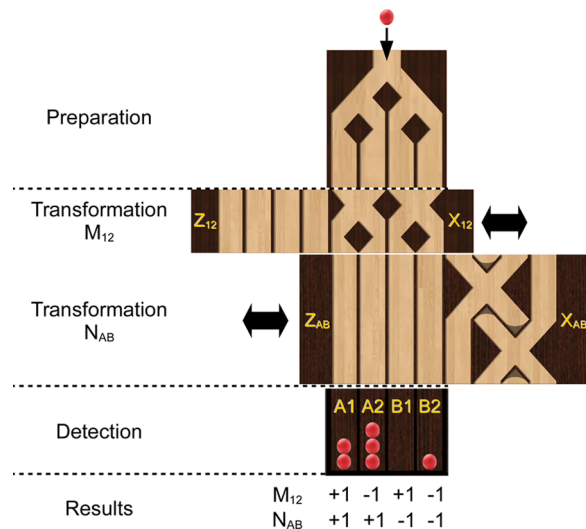 Preparation
Transformation
M12
Z12
X12
Transformation
NAB
ZAB
XAB
Detection
A1 A2 B1 B2
Results
M12 +1 -1 +1 -1
NAB +1 +1 -1 -1